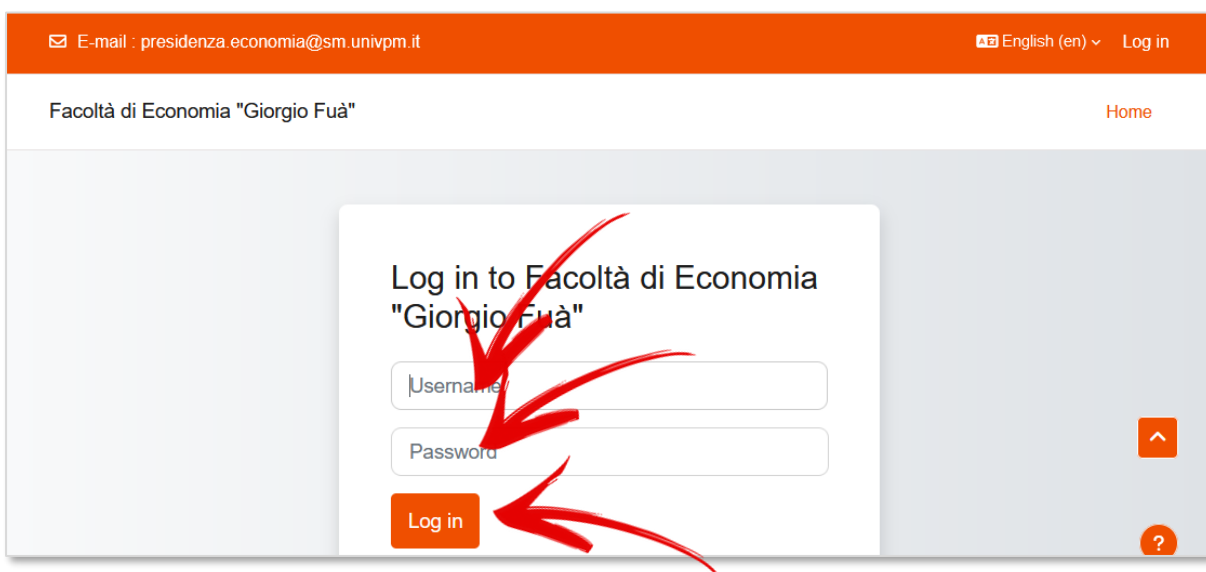 E-mail : presidenza.economia@sm.univpm.it
English (en)
Log in
Facoltà di Economia "Giorgio Fuà"
Home
Log in to Facoltà di Economia
"Giorgio Fuà"
Username
Password
Log in
?